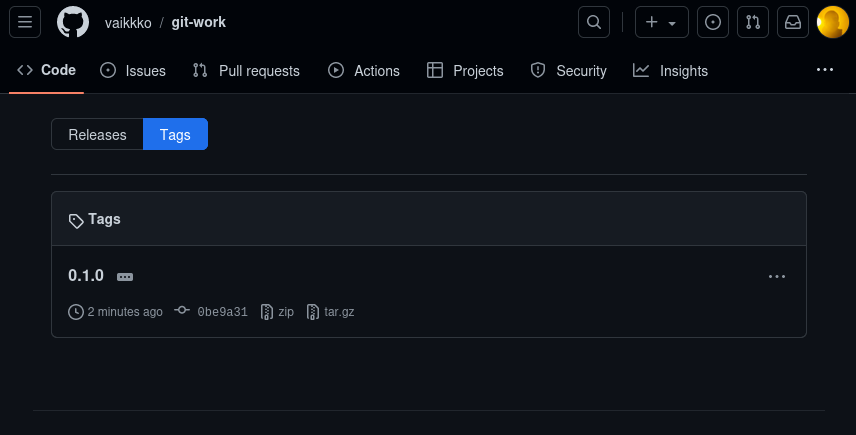 vaikkko / git-work
Code Issues Pull requests Actions Projects Security Insights
Releases Tags
Tags
0.1.0
2 minutes ago 0be9a31 zip tar.gz